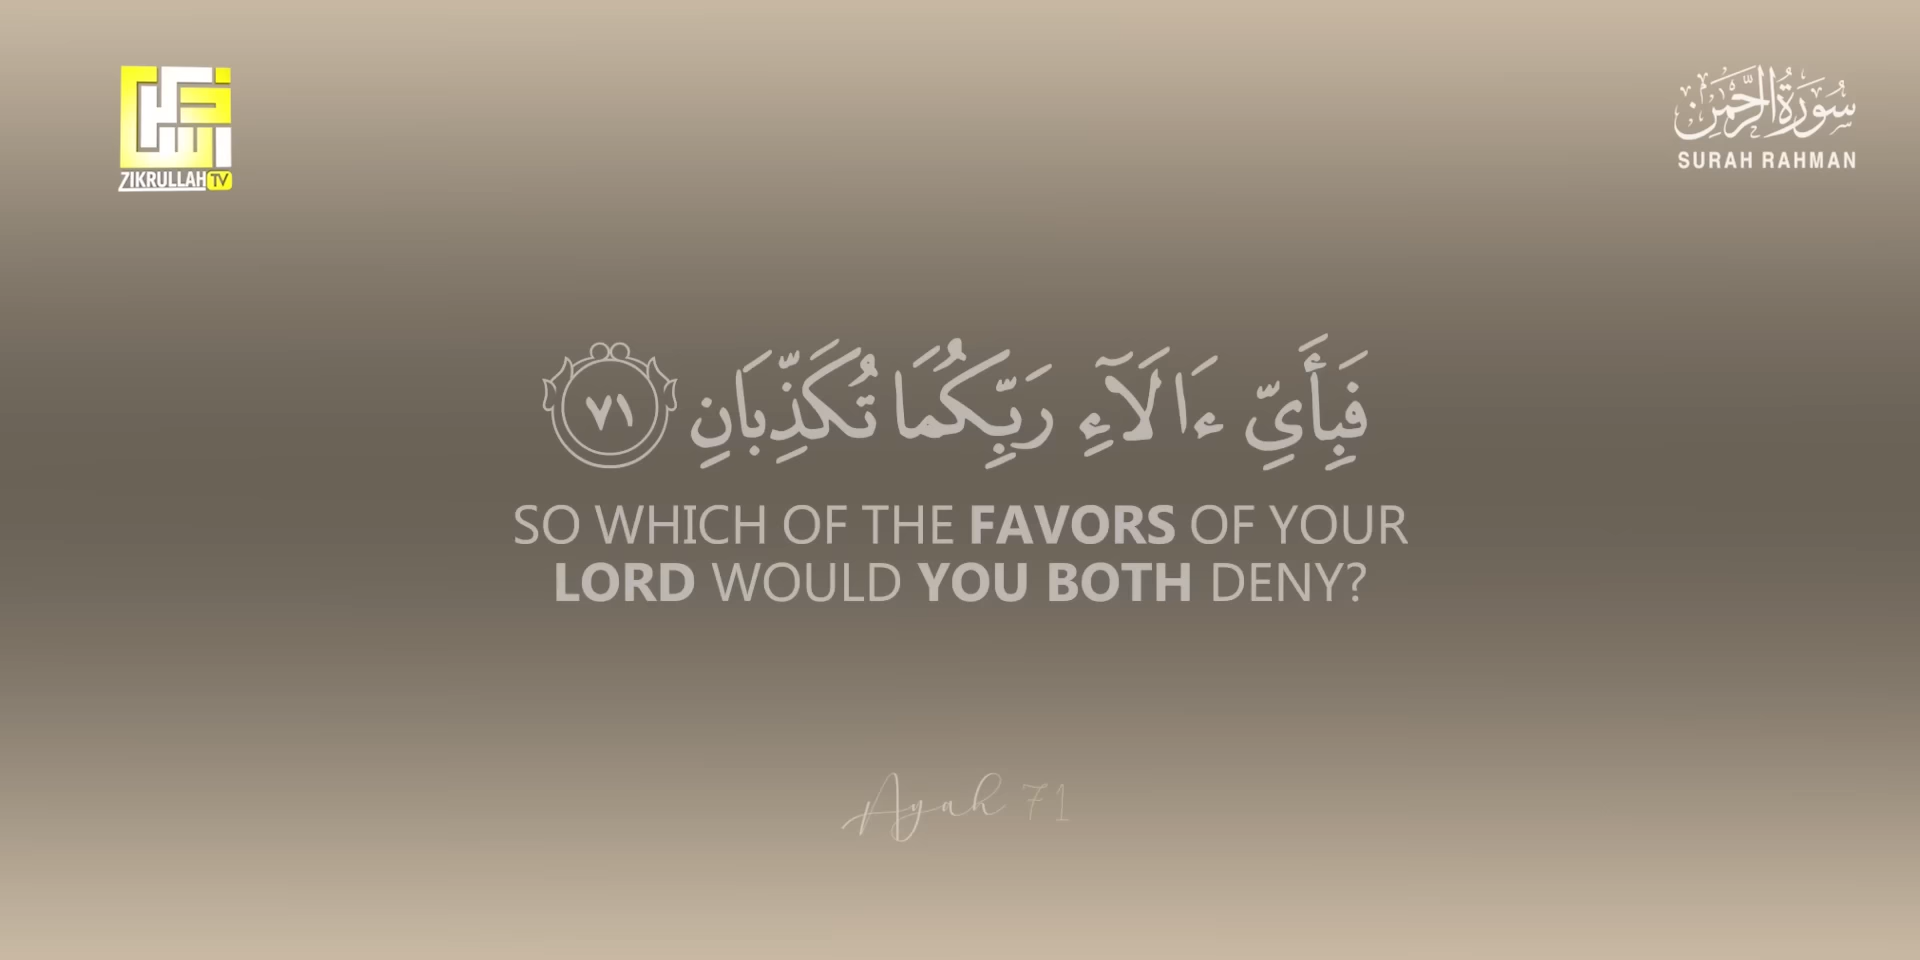 ZIKRULLAH TV
سُورَةُ الرَّحْمَٰن
SURAH RAHMAN
فَبِأَيِّ ءَالَآءِ رَبِّكُمَا تُكَذِّبَانِ ٧١
SO WHICH OF THE FAVORS OF YOUR
LORD WOULD YOU BOTH DENY?
Ayah 71